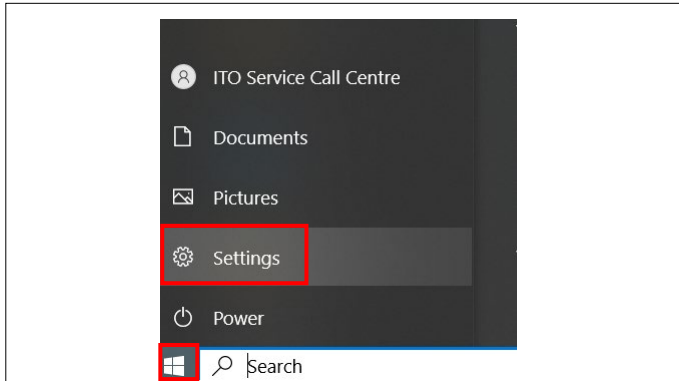 ITO Service Call Centre
Documents
Pictures
Settings
Power
Search